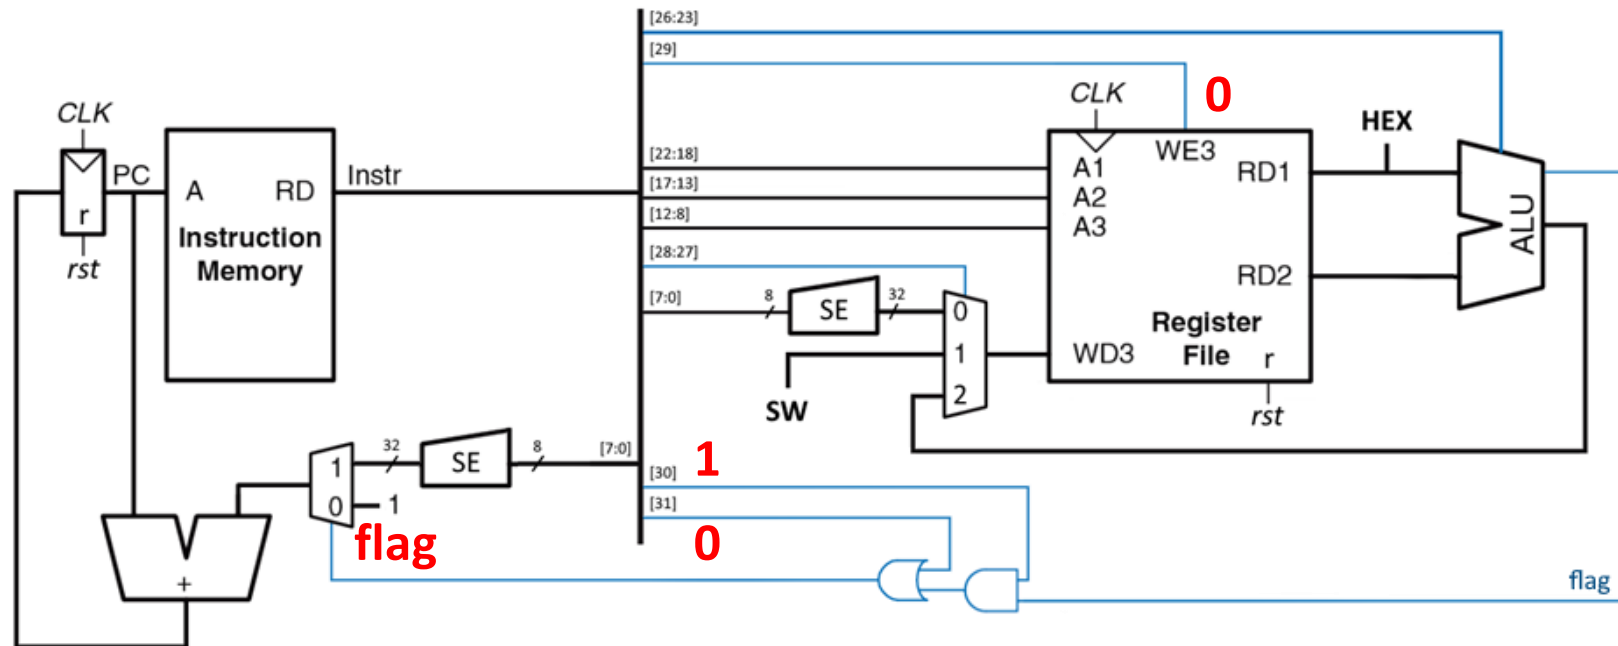 [26:23]
[29]
0
CLK
CLK
HEX
PC
A
RD
Instr
r
rst
Instruction
Memory
[22:18]
[17:13]
[12:8]
[28:27]
[7:0]
8
SE
32
0
1
2
SW
A1
A2
A3
WE3
RD1
RD2
WD3
Register
File
r
rst
ALU
1
0
1
32
SE
8
[7:0]
[30]
1
[31]
0
flag
+
flag